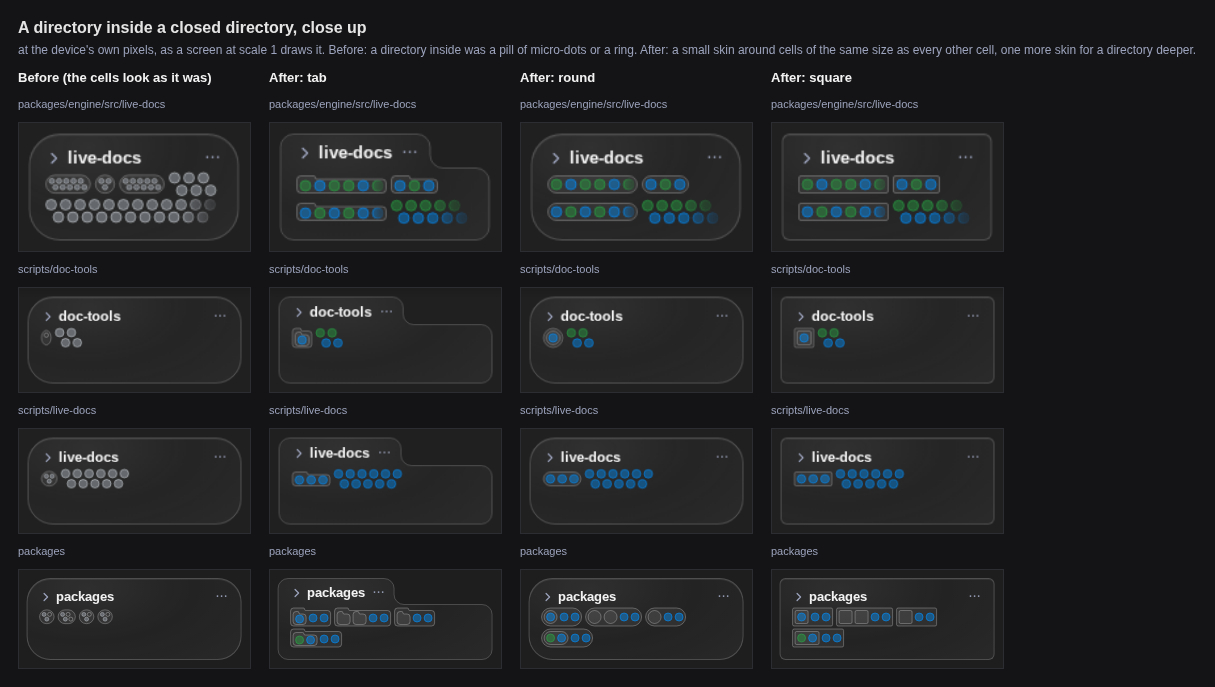 A directory inside a closed directory, close up
at the device's own pixels, as a screen at scale 1 draws it. Before: a directory inside was a pill of micro-dots or a ring. After: a small skin around cells of the same size as every other cell, one more skin for a directory deeper.
Before (the cells look as it was) After: tab After: round After: square
packages/engine/src/live-docs packages/engine/src/live-docs packages/engine/src/live-docs packages/engine/src/live-docs
live-docs ··· live-docs ··· live-docs ··· live-docs ···
scripts/doc-tools scripts/doc-tools scripts/doc-tools scripts/doc-tools
doc-tools ··· doc-tools ··· doc-tools ··· doc-tools ···
scripts/live-docs scripts/live-docs scripts/live-docs scripts/live-docs
live-docs ··· live-docs ··· live-docs ··· live-docs ···
packages packages packages packages
packages ··· packages ··· packages ··· packages ···